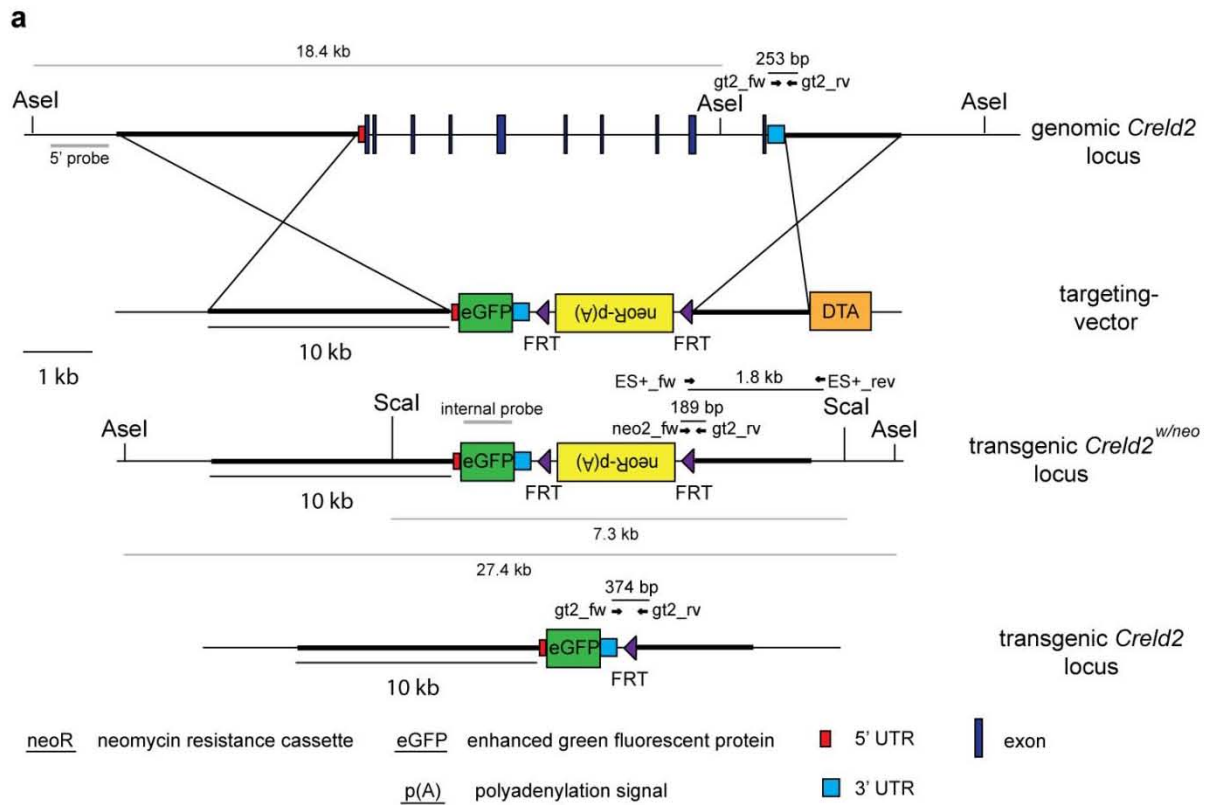 a
18.4 kb
253 bp
gt2_fw gt2_rv
AseI AseI AseI
5' probe
genomic Creld2
locus
eGFP neoR-p(A) DTA
FRT FRT
10 kb
targeting-
vector
1 kb
ES+_fw 1.8 kb ES+_rev
ScaI internal probe 189 bp ScaI
neo2_fw gt2_rv
AseI AseI
eGFP neoR-p(A)
FRT FRT
10 kb
transgenic Creld2w/neo
locus
7.3 kb
27.4 kb
374 bp
gt2_fw gt2_rv
eGFP
FRT
10 kb
transgenic Creld2
locus
neoR neomycin resistance cassette eGFP enhanced green fluorescent protein 5' UTR exon
p(A) polyadenylation signal 3' UTR